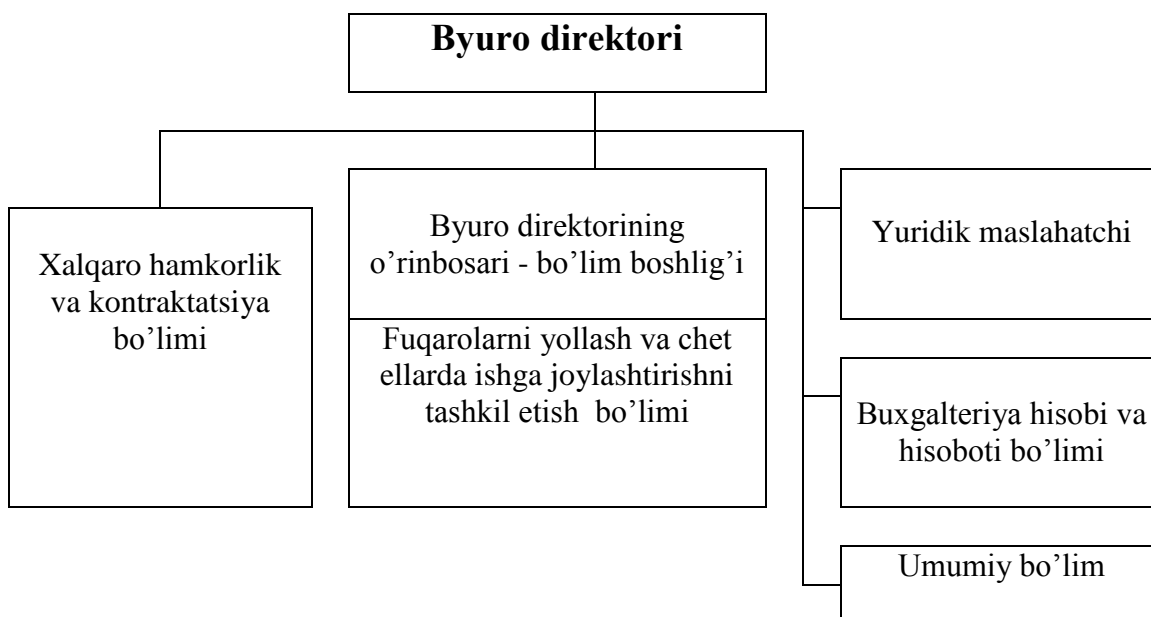 Byuro direktori
Xalqaro hamkorlik
va kontraktatsiya
bo’limi
Byuro direktorining
o’rinbosari - bo’lim boshlig’i
Fuqarolarni yollash va chet
ellarda ishga joylashtirishni
tashkil etish bo’limi
Yuridik maslahatchi
Buxgalteriya hisobi va
hisoboti bo’limi
Umumiy bo’lim